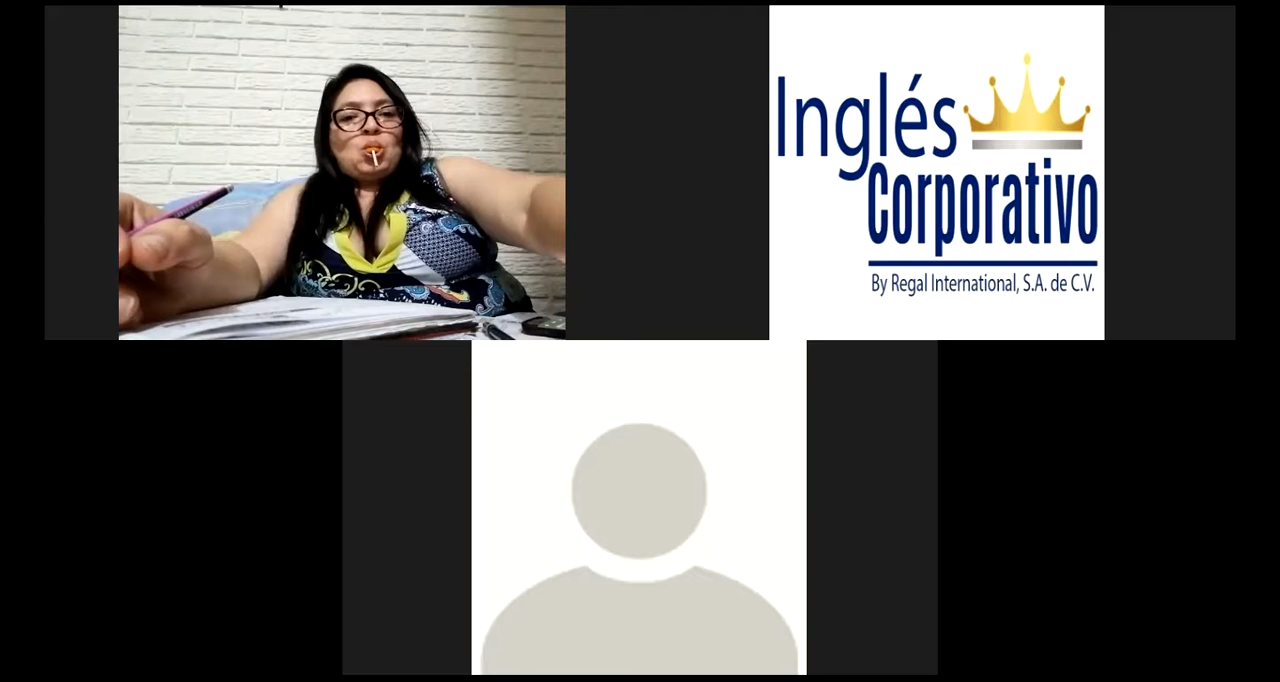 Inglés
Corporativo
By Regal International, S.A. de C.V.